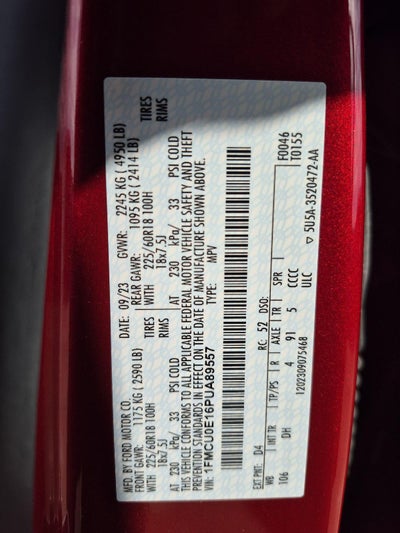 MFD. BY FORD MOTOR CO.
DATE: 09/23 GVWR: 2245 KG ( 4950 LB)
FRONT GAWR: 1175 KG ( 2590 LB) REAR GAWR: 1095 KG ( 2414 LB)
WITH 225/60R18 100H TIRES WITH 225/60R18 100H TIRES
18x7.5J RIMS 18x7.5J RIMS
AT 230 kPa/ 33 PSI COLD AT 230 kPa/ 33 PSI COLD
THIS VEHICLE CONFORMS TO ALL APPLICABLE FEDERAL MOTOR VEHICLE SAFETY AND THEFT
PREVENTION STANDARDS IN EFFECT ON THE DATE OF MANUFACTURE SHOWN ABOVE.
VIN: 1FMCU0E16PUA69557
TYPE: MPV
F0046
T0155
EXT PNT: D4 RC: 52 DSO:
WB INT TR TP/PS R AXLE TR SPR
106 DH 4 91 5 CCCC
1202309075468 ULC
▽ 5U5A-3520472-AA